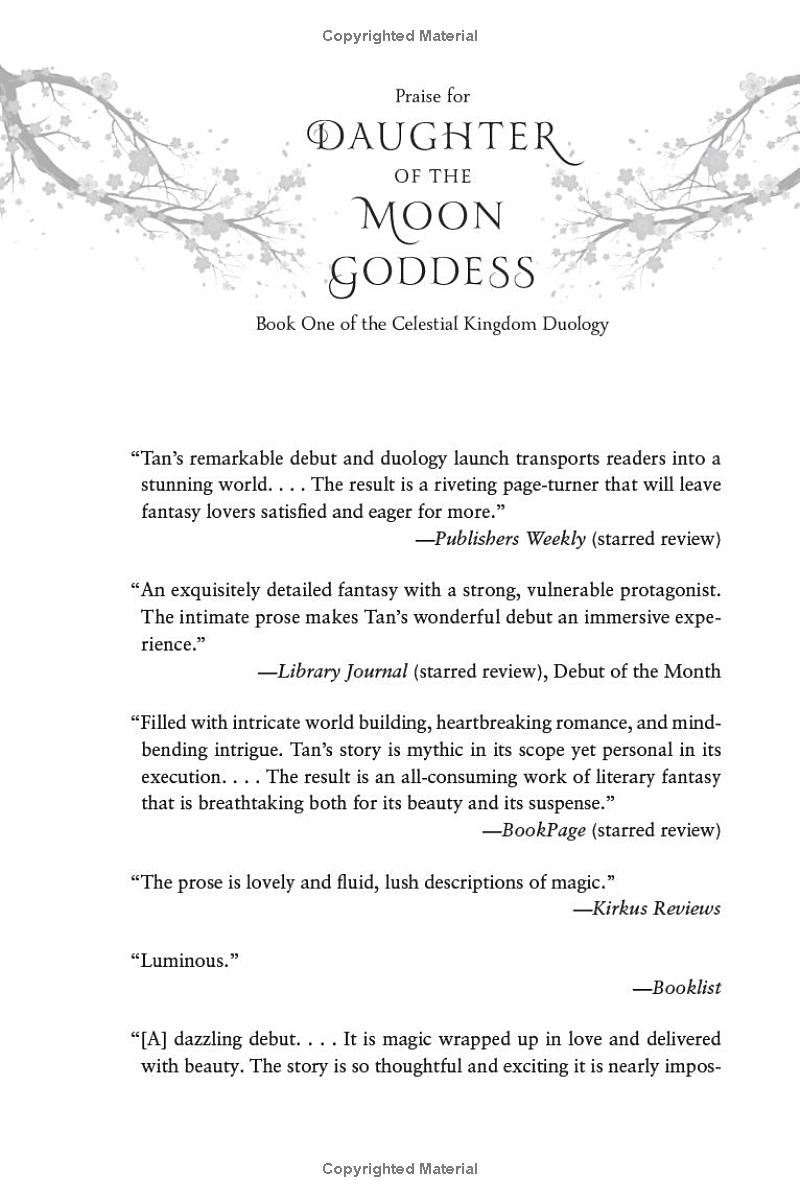 Copyrighted Material
Praise for
DAUGHTER
OF THE
MOON
GODDESS
Book One of the Celestial Kingdom Duology
“Tan’s remarkable debut and duology launch transports readers into a
stunning world. . . . The result is a riveting page-turner that will leave
fantasy lovers satisfied and eager for more.”
—Publishers Weekly (starred review)
“An exquisitely detailed fantasy with a strong, vulnerable protagonist.
The intimate prose makes Tan’s wonderful debut an immersive expe-
rience.”
—Library Journal (starred review), Debut of the Month
“Filled with intricate world building, heartbreaking romance, and mind-
bending intrigue. Tan’s story is mythic in its scope yet personal in its
execution. . . . The result is an all-consuming work of literary fantasy
that is breathtaking both for its beauty and its suspense.”
—BookPage (starred review)
“The prose is lovely and fluid, lush descriptions of magic.”
—Kirkus Reviews
“Luminous.”
—Booklist
“[A] dazzling debut. . . . It is magic wrapped up in love and delivered
with beauty. The story is so thoughtful and exciting it is nearly impos-
Copyrighted Material